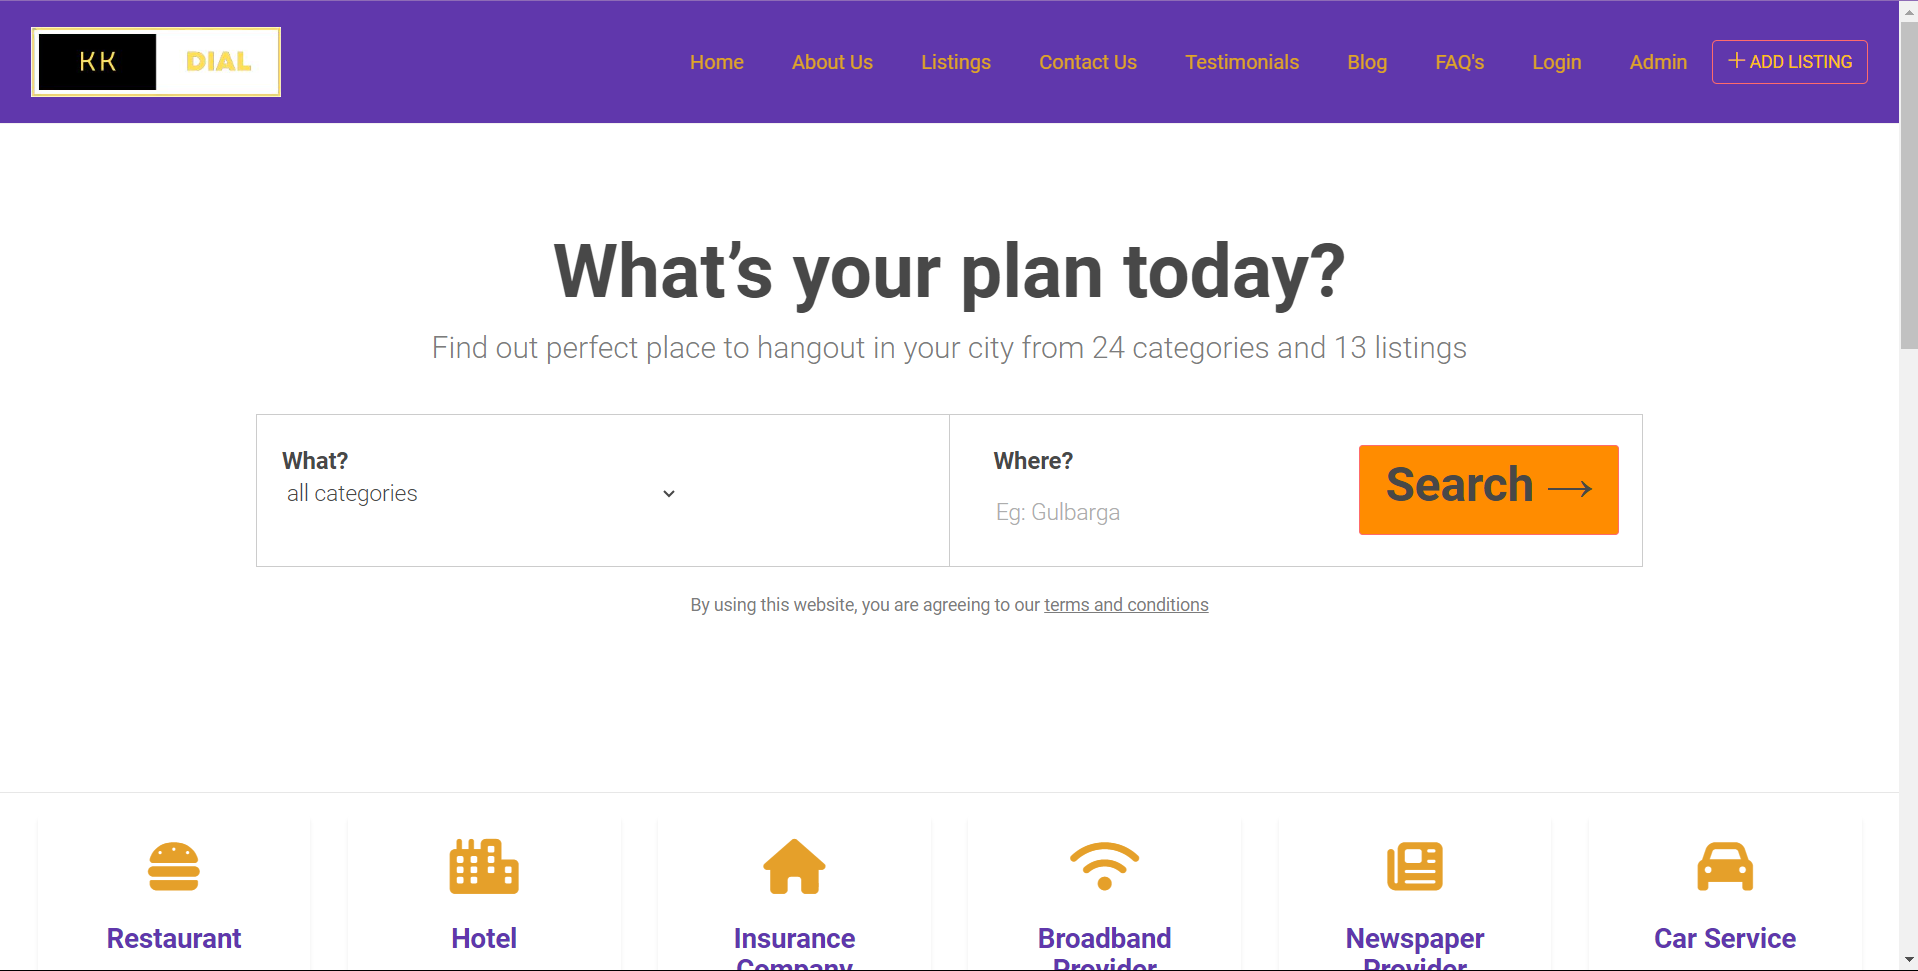 KK DIAL
Home About Us Listings Contact Us Testimonials Blog FAQ's Login Admin + ADD LISTING
What’s your plan today?
Find out perfect place to hangout in your city from 24 categories and 13 listings
What? Where?
all categories
Eg: Gulbarga
Search →
By using this website, you are agreeing to our terms and conditions
Restaurant Hotel Insurance Broadband Newspaper Car Service
Company Provider Provider